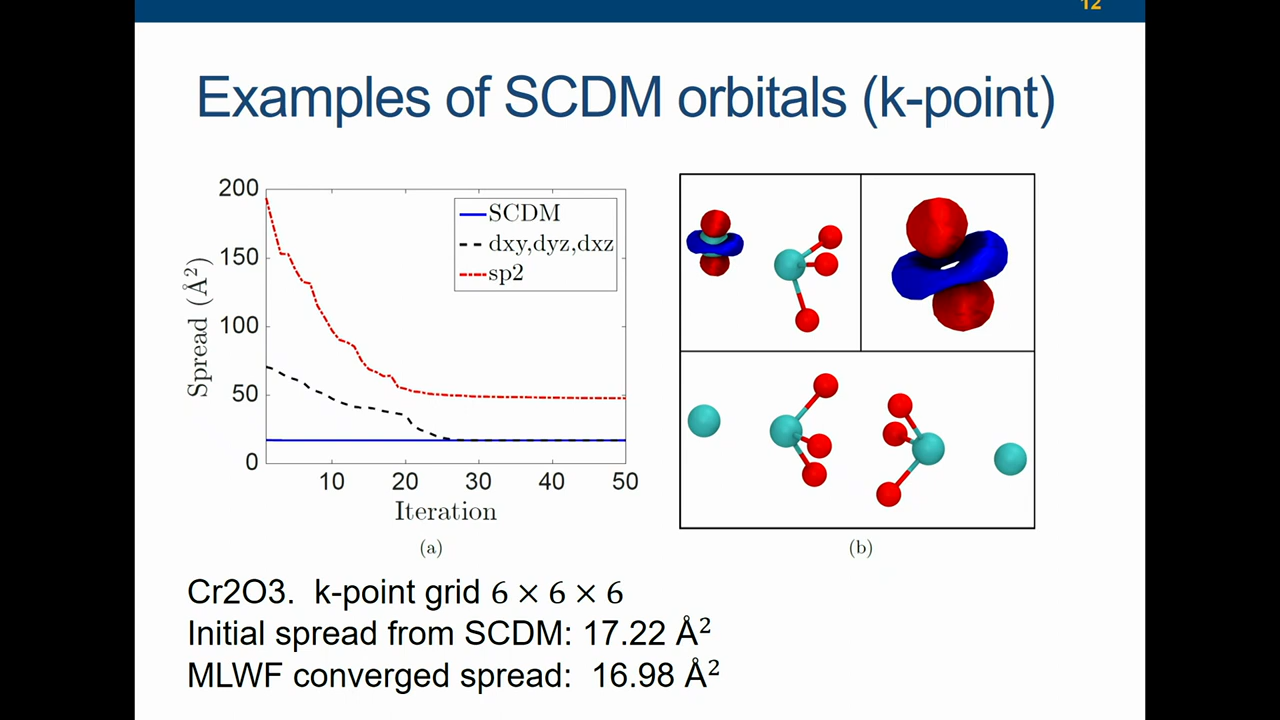 12
Examples of SCDM orbitals (k-point)
200
150
100
50
0
Spread (Å²)
10 20 30 40 50
Iteration
SCDM
dxy,dyz,dxz
sp2
(a)
(b)
Cr2O3. k-point grid 6 × 6 × 6
Initial spread from SCDM: 17.22 Å²
MLWF converged spread: 16.98 Å²